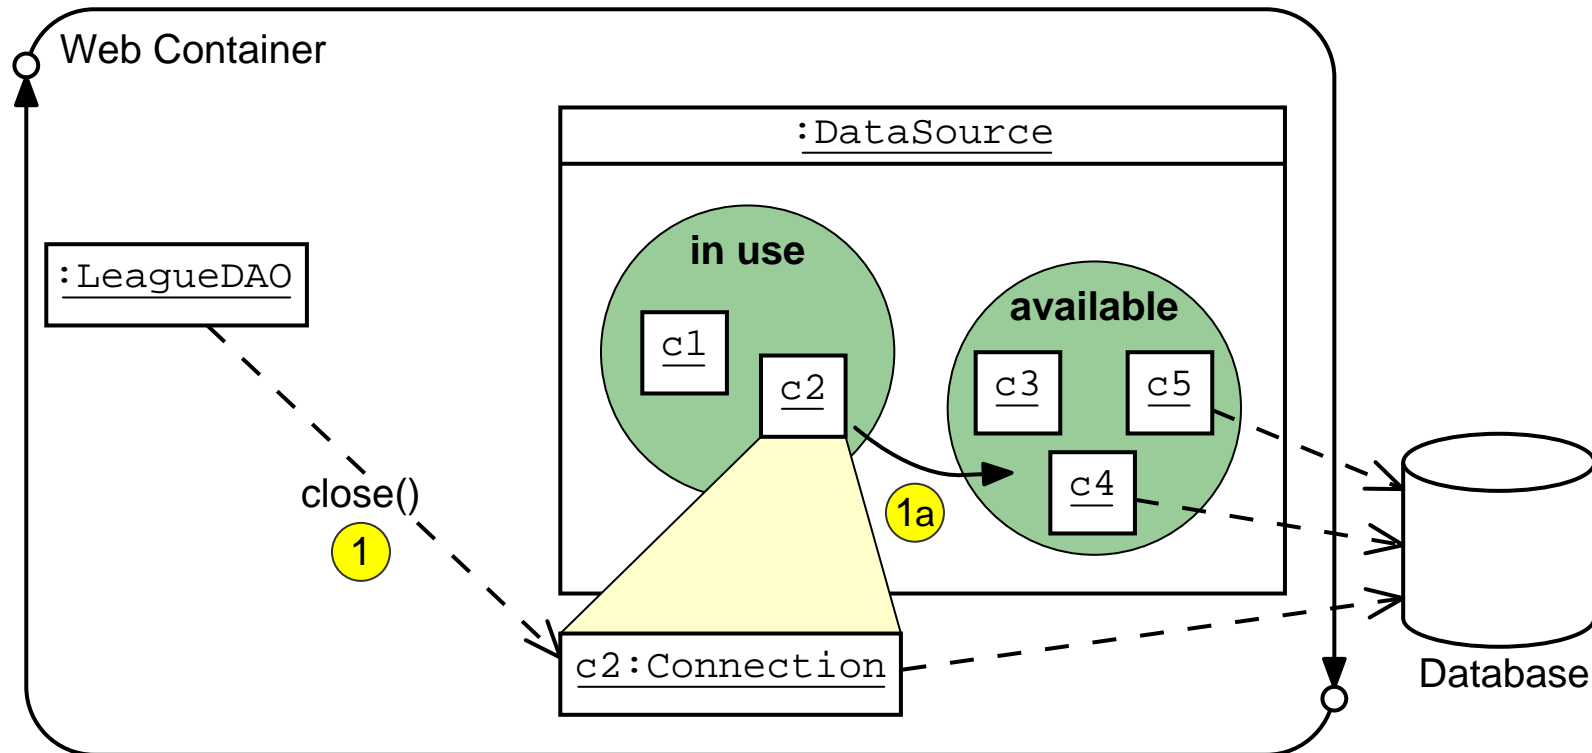 Web Container
:DataSource
:LeagueDAO
in use
available
c1
c2
c3
c5
c4
close()
1
1a
c2:Connection
Database